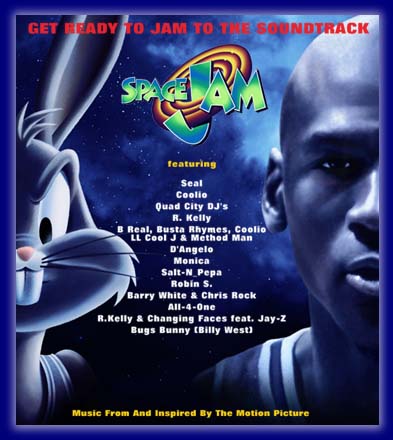 GET READY TO JAM TO THE SOUNDTRACK
SPACE JAM
featuring
Seal
Coolio
Quad City DJ's
R. Kelly
B Real, Busta Rhymes, Coolio
LL Cool J & Method Man
D'Angelo
Monica
Salt-N_Pepa
Robin S.
Barry White & Chris Rock
All-4-One
R.Kelly & Changing Faces feat. Jay-Z
Bugs Bunny (Billy West)
Music From And Inspired By The Motion Picture